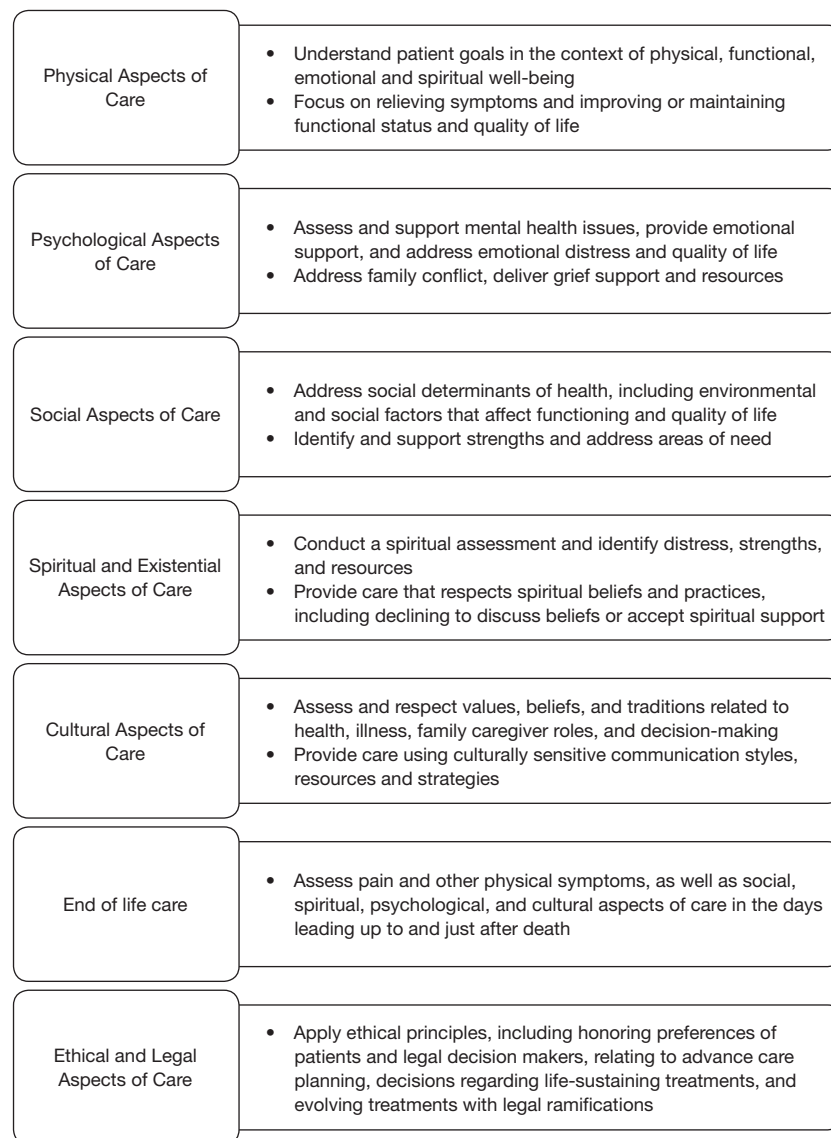 Physical Aspects of
Care
• Understand patient goals in the context of physical, functional,
emotional and spiritual well-being
• Focus on relieving symptoms and improving or maintaining
functional status and quality of life
Psychological Aspects
of Care
• Assess and support mental health issues, provide emotional
support, and address emotional distress and quality of life
• Address family conflict, deliver grief support and resources
Social Aspects of Care
• Address social determinants of health, including environmental
and social factors that affect functioning and quality of life
• Identify and support strengths and address areas of need
Spiritual and Existential
Aspects of Care
• Conduct a spiritual assessment and identify distress, strengths,
and resources
• Provide care that respects spiritual beliefs and practices,
including declining to discuss beliefs or accept spiritual support
Cultural Aspects of
Care
• Assess and respect values, beliefs, and traditions related to
health, illness, family caregiver roles, and decision-making
• Provide care using culturally sensitive communication styles,
resources and strategies
End of life care
• Assess pain and other physical symptoms, as well as social,
spiritual, psychological, and cultural aspects of care in the days
leading up to and just after death
Ethical and Legal
Aspects of Care
• Apply ethical principles, including honoring preferences of
patients and legal decision makers, relating to advance care
planning, decisions regarding life-sustaining treatments, and
evolving treatments with legal ramifications